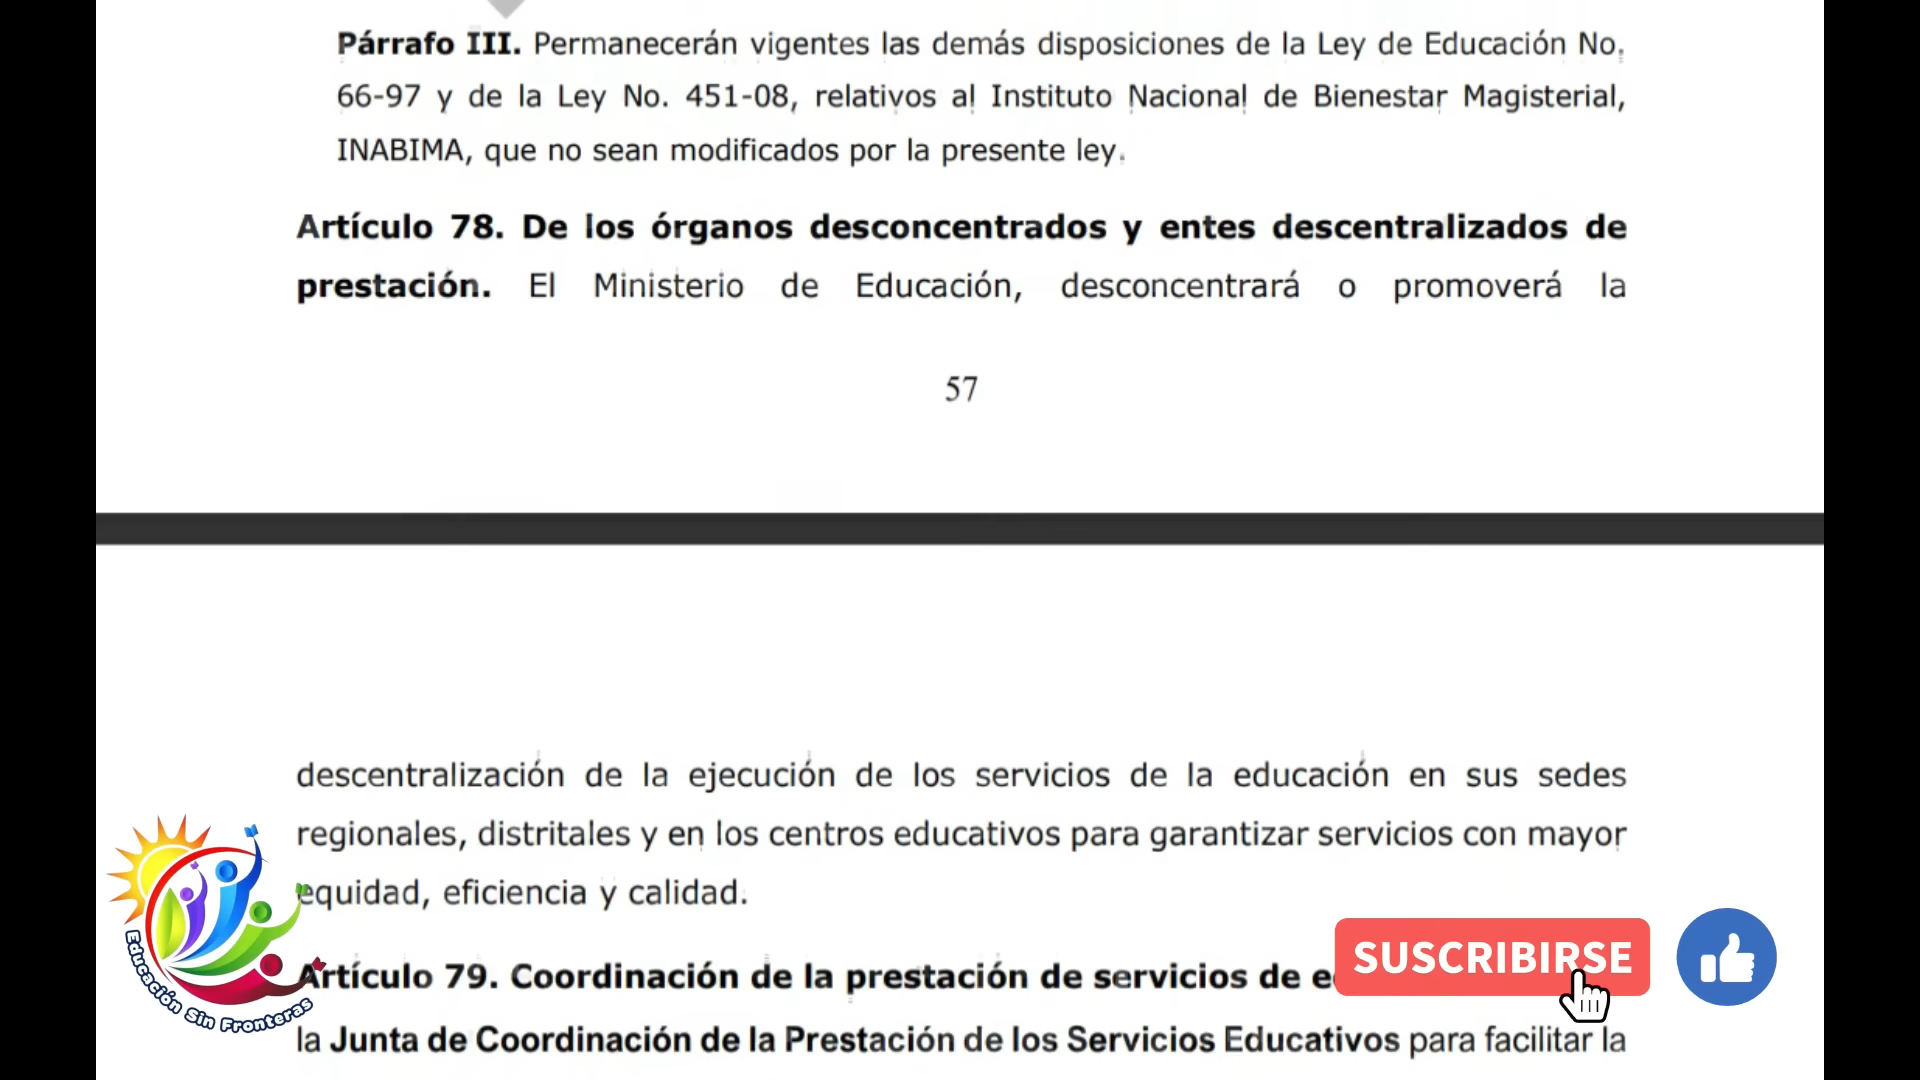 Párrafo III. Permanecerán vigentes las demás disposiciones de la Ley de Educación No.
66-97 y de la Ley No. 451-08, relativos al Instituto Nacional de Bienestar Magisterial,
INABIMA, que no sean modificados por la presente ley.
Artículo 78. De los órganos desconcentrados y entes descentralizados de
prestación. El Ministerio de Educación, desconcentrará o promoverá la
57
descentralización de la ejecución de los servicios de la educación en sus sedes
regionales, distritales y en los centros educativos para garantizar servicios con mayor
equidad, eficiencia y calidad.
Artículo 79. Coordinación de la prestación de servicios de
la Junta de Coordinación de la Prestación de los Servicios Educativos para facilitar la
Educación Sin Fronteras
SUSCRIBIRSE